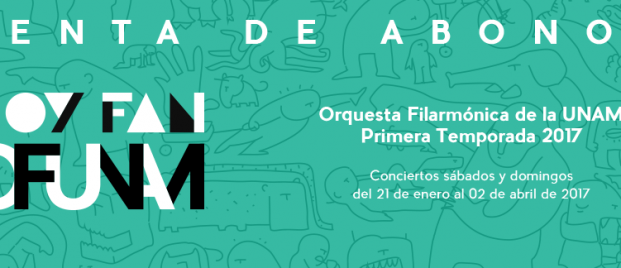 ENTA DE ABONO
OY FAN
OFUNAM
Orquesta Filarmónica de la UNAM
Primera Temporada 2017
Conciertos sábados y domingos
del 21 de enero al 02 de abril de 2017